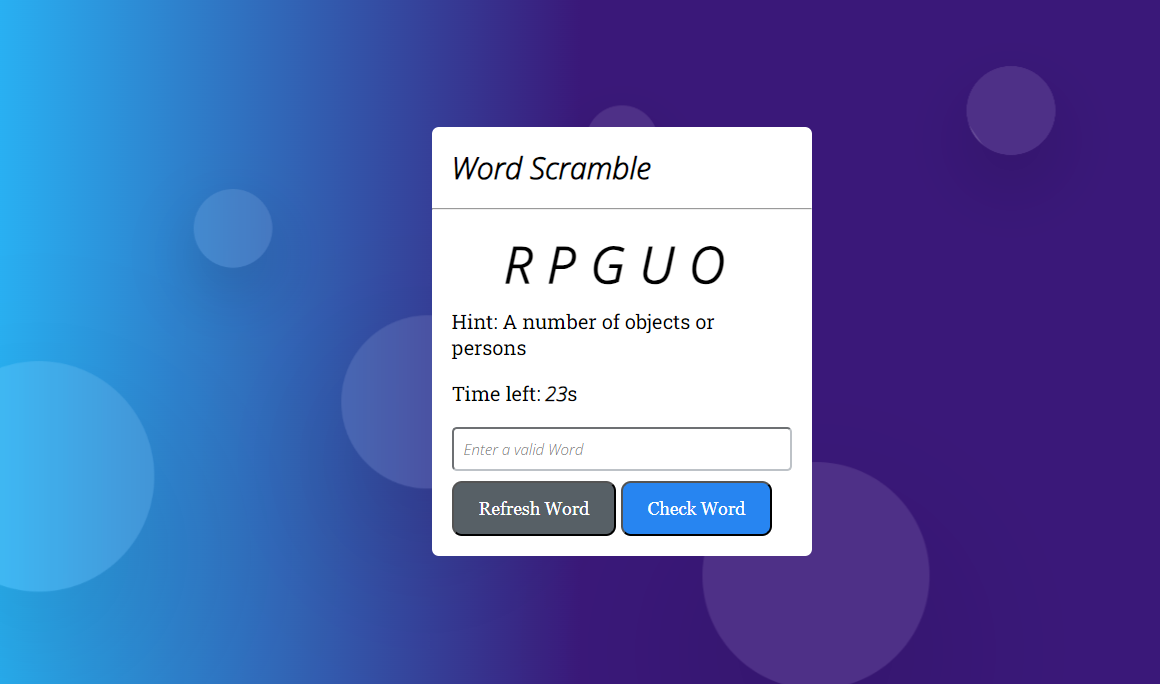 Word Scramble
R P G U O
Hint: A number of objects or
persons
Time left: 23s
Enter a valid Word
Refresh Word
Check Word